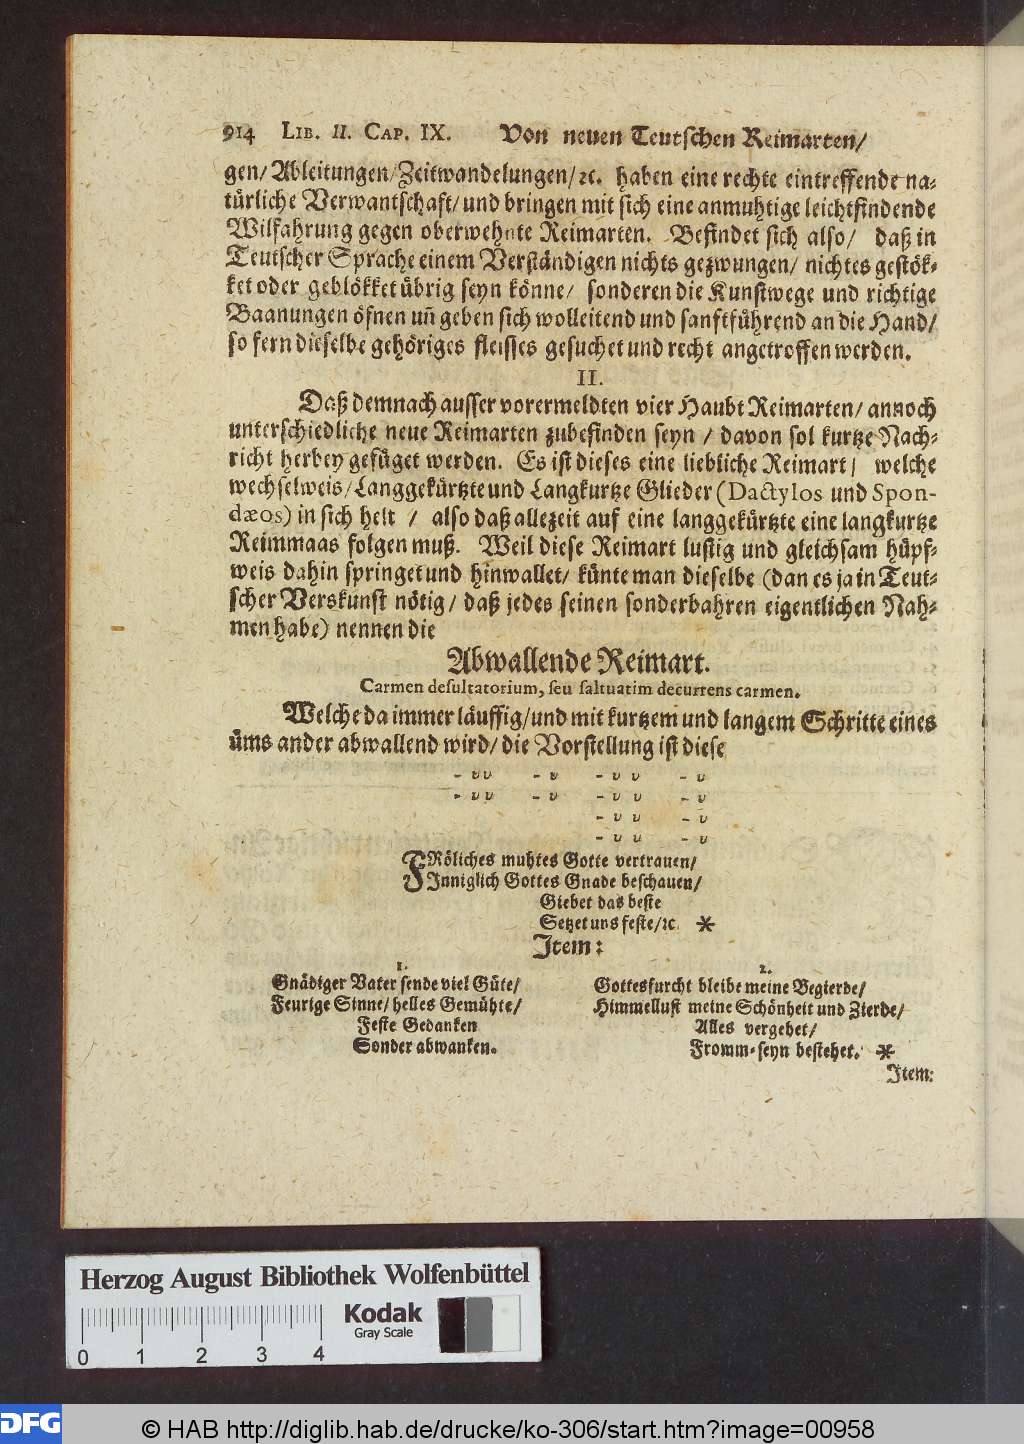 914 LIB. II. CAP. IX. Von neuen Teutschen Reimarten/
gen/ Ableitungen/ Zeitwandelungen/ ꝛc. haben eine rechte eintreffende na-
türliche Verwantschaft/ und bringen mit sich eine anmuhtige leichtfindende
Wilfahrung gegen oberwehnte Reimarten. Befindet sich also/ daß in
Teutscher Sprache einem Verständigen nichts gezwungen/ nichtes gestök-
ket oder geblökket übrig seyn könne/ sonderen die Kunstwege und richtige
Baanungen öfnen uñ geben sich wolleitend und sanftführend an die Hand/
so fern dieselbe gehöriges fleisses gesuchet und recht angetroffen werden.
II.
Daß demnach ausser vorermeldten vier Haubt Reimarten/ annoch
unterschiedliche neue Reimarten zubefinden seyn / davon sol kurtze Nach-
richt herbey gefüget werden. Es ist dieses eine liebliche Reimart/ welche
wechselweis/ Langgekürtzte und Langkurtze Glieder (Dactylos und Spon-
dæos) in sich helt / also daß allezeit auf eine langgekürtzte eine langkurtze
Reimmaas folgen muß. Weil diese Reimart lustig und gleichsam hüpf-
weis dahin springet und hinwallet/ künte man dieselbe (dan es ja in Teut-
scher Verskunst nötig/ daß jedes seinen sonderbahren eigentlichen Nah-
men habe) nennen die
Abwallende Reimart.
Carmen desultatorium, seu saltuatim decurrens carmen.
Welche da immer läuffig/ und mit kurtzem und langem Schritte eines
üms ander abwallend wird/ die Vorstellung ist diese
- υυ - υ - υ υ - υ
- υ υ - υ - υ υ - υ
- υ υ - υ
- υ υ - υ
FRöliches muhtes Gotte vertrauen/
Inniglich Gottes Gnade beschauen/
Giebet das beste
Setzet uns feste/ ꝛc. *
Item:
1.
Gnädiger Vater sende viel Güte/
Feurige Sinne/ helles Gemühte/
Feste Gedanken
Sonder abwanken.
2.
Gottesfurcht bleibe meine Begierde/
Himmellust meine Schönheit und Zierde/
Alles vergehet/
Fromm-seyn bestehet. *
Item:
Herzog August Bibliothek Wolfenbüttel
Kodak
Gray Scale
0 1 2 3 4
DFG
© HAB http://diglib.hab.de/drucke/ko-306/start.htm?image=00958